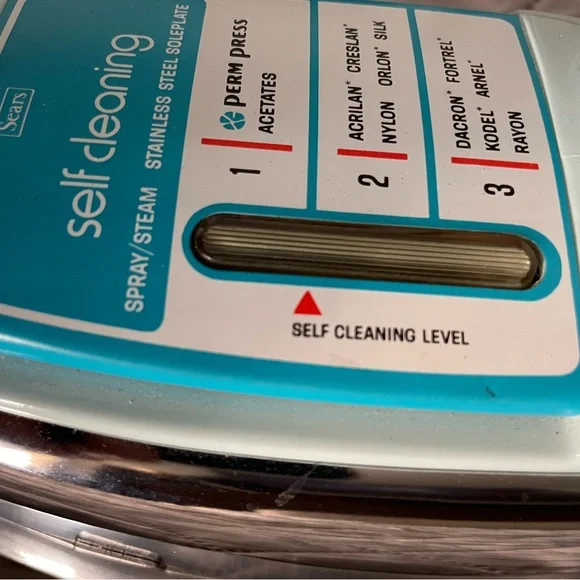 Sears
self cleaning
SPRAY/STEAM STAINLESS STEEL SOLEPLATE
1
PERM PRESS
ACETATES
2
ACRILAN* CRESLAN*
NYLON ORLON* SILK
3
DACRON* FORTREL*
KODEL* ARNEL*
RAYON
SELF CLEANING LEVEL